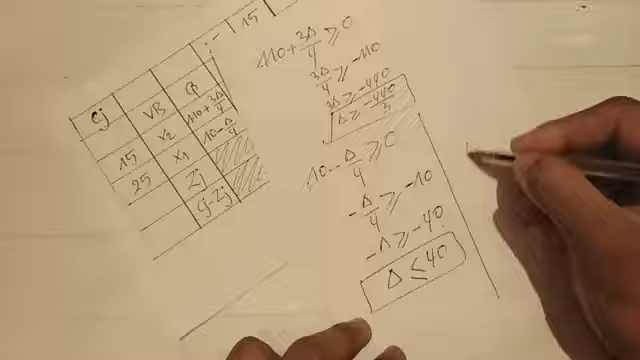 15
Cj VB Q
15 X2 110+3Δ/4
25 X1 10-Δ/4
Zj
Cj-Zj
110+3Δ/4 ≥ 0
3Δ/4 ≥ -110
3Δ ≥ -440
Δ ≥ -440/3
10-Δ/4 ≥ 0
-Δ/4 ≥ -10
-Δ ≥ -40
Δ ≤ 40